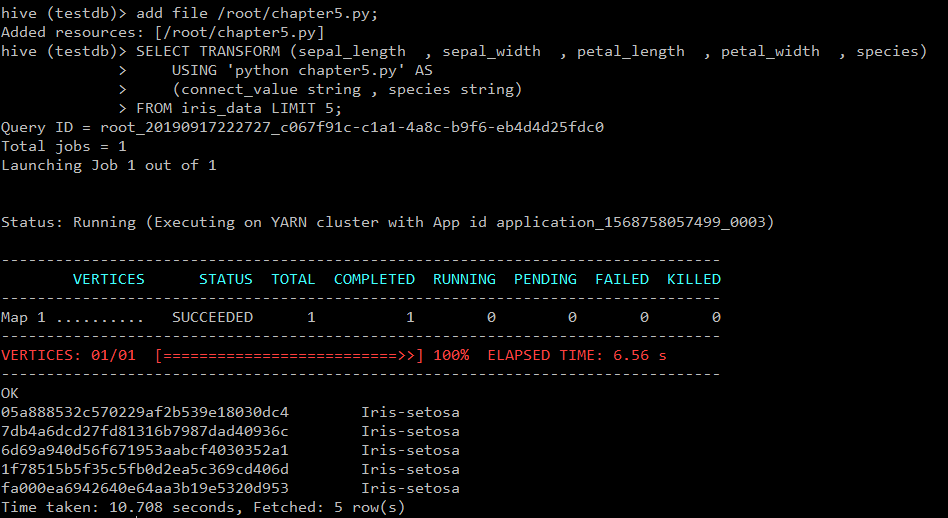 hive (testdb)> add file /root/chapter5.py;
Added resources: [/root/chapter5.py]
hive (testdb)> SELECT TRANSFORM (sepal_length  , sepal_width  , petal_length  , petal_width  , species)
             >     USING 'python chapter5.py' AS
             >     (connect_value string , species string)
             > FROM iris_data LIMIT 5;
Query ID = root_20190917222727_c067f91c-c1a1-4a8c-b9f6-eb4d4d25fdc0
Total jobs = 1
Launching Job 1 out of 1
Status: Running (Executing on YARN cluster with App id application_1568758057499_0003)
--------------------------------------------------------------------------------
        VERTICES      STATUS  TOTAL  COMPLETED  RUNNING  PENDING  FAILED  KILLED
--------------------------------------------------------------------------------
Map 1 ..........   SUCCEEDED      1          1        0        0       0       0
--------------------------------------------------------------------------------
VERTICES: 01/01  [==========================>>] 100%  ELAPSED TIME: 6.56 s
--------------------------------------------------------------------------------
OK
05a888532c570229af2b539e18030dc4        Iris-setosa
7db4a6dcd27fd81316b7987dad40936c        Iris-setosa
6d69a940d56f671953aabcf4030352a1        Iris-setosa
1f78515b5f35c5fb0d2ea5c369cd406d        Iris-setosa
fa000ea6942640e64aa3b19e5320d953        Iris-setosa
Time taken: 10.708 seconds, Fetched: 5 row(s)